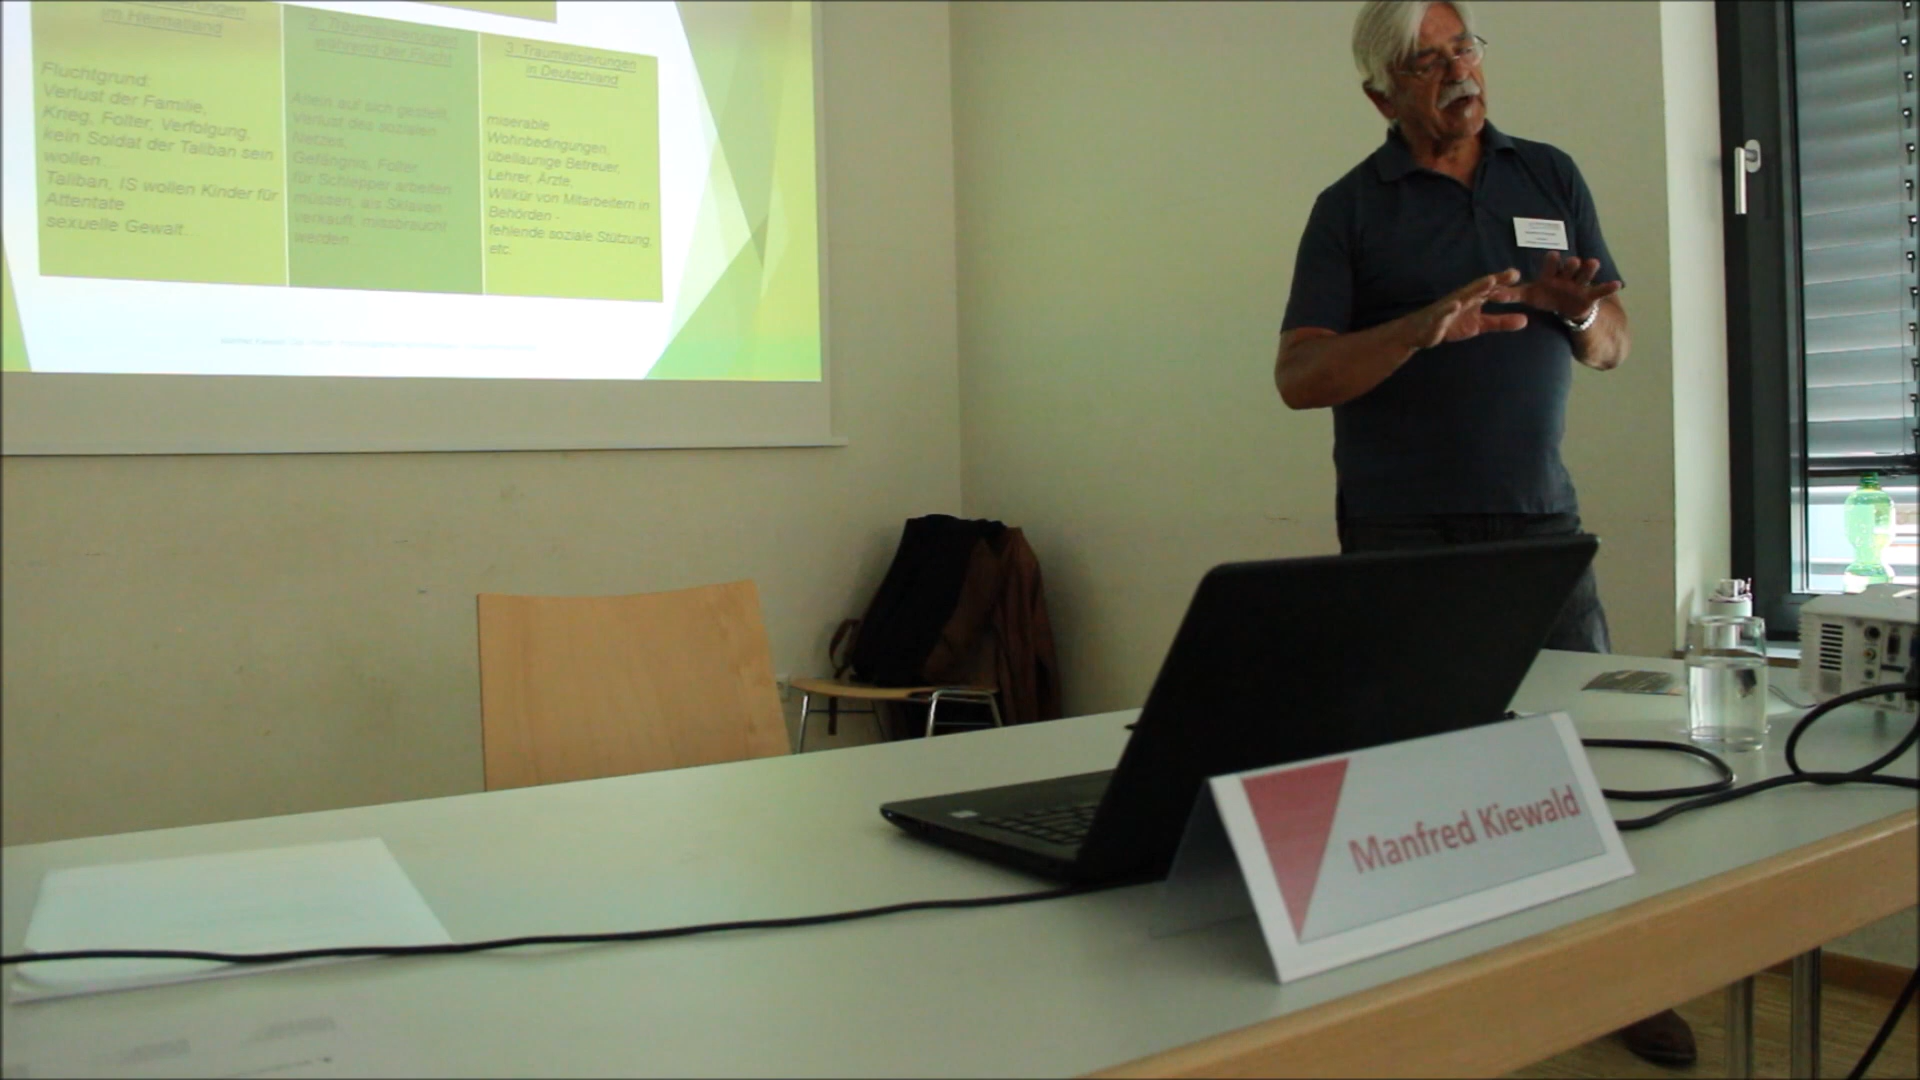 im Heimatland
Fluchtgrund:
Verlust der Familie,
Krieg, Folter, Verfolgung,
kein Soldat der Taliban sein
wollen...
Taliban, IS wollen Kinder für
Attentate
sexuelle Gewalt...
2. Traumatisierungen
während der Flucht
Allein auf sich gestellt,
Verlust des sozialen
Netzes,
Gefängnis, Folter
für Schlepper arbeiten
müssen, als Sklaven
verkauft, missbraucht
werden
3. Traumatisierungen
in Deutschland
miserable
Wohnbedingungen,
übellaunige Betreuer,
Lehrer, Ärzte,
Willkür von Mitarbeitern in
Behörden -
fehlende soziale Stützung,
etc.
Manfred Kiewald